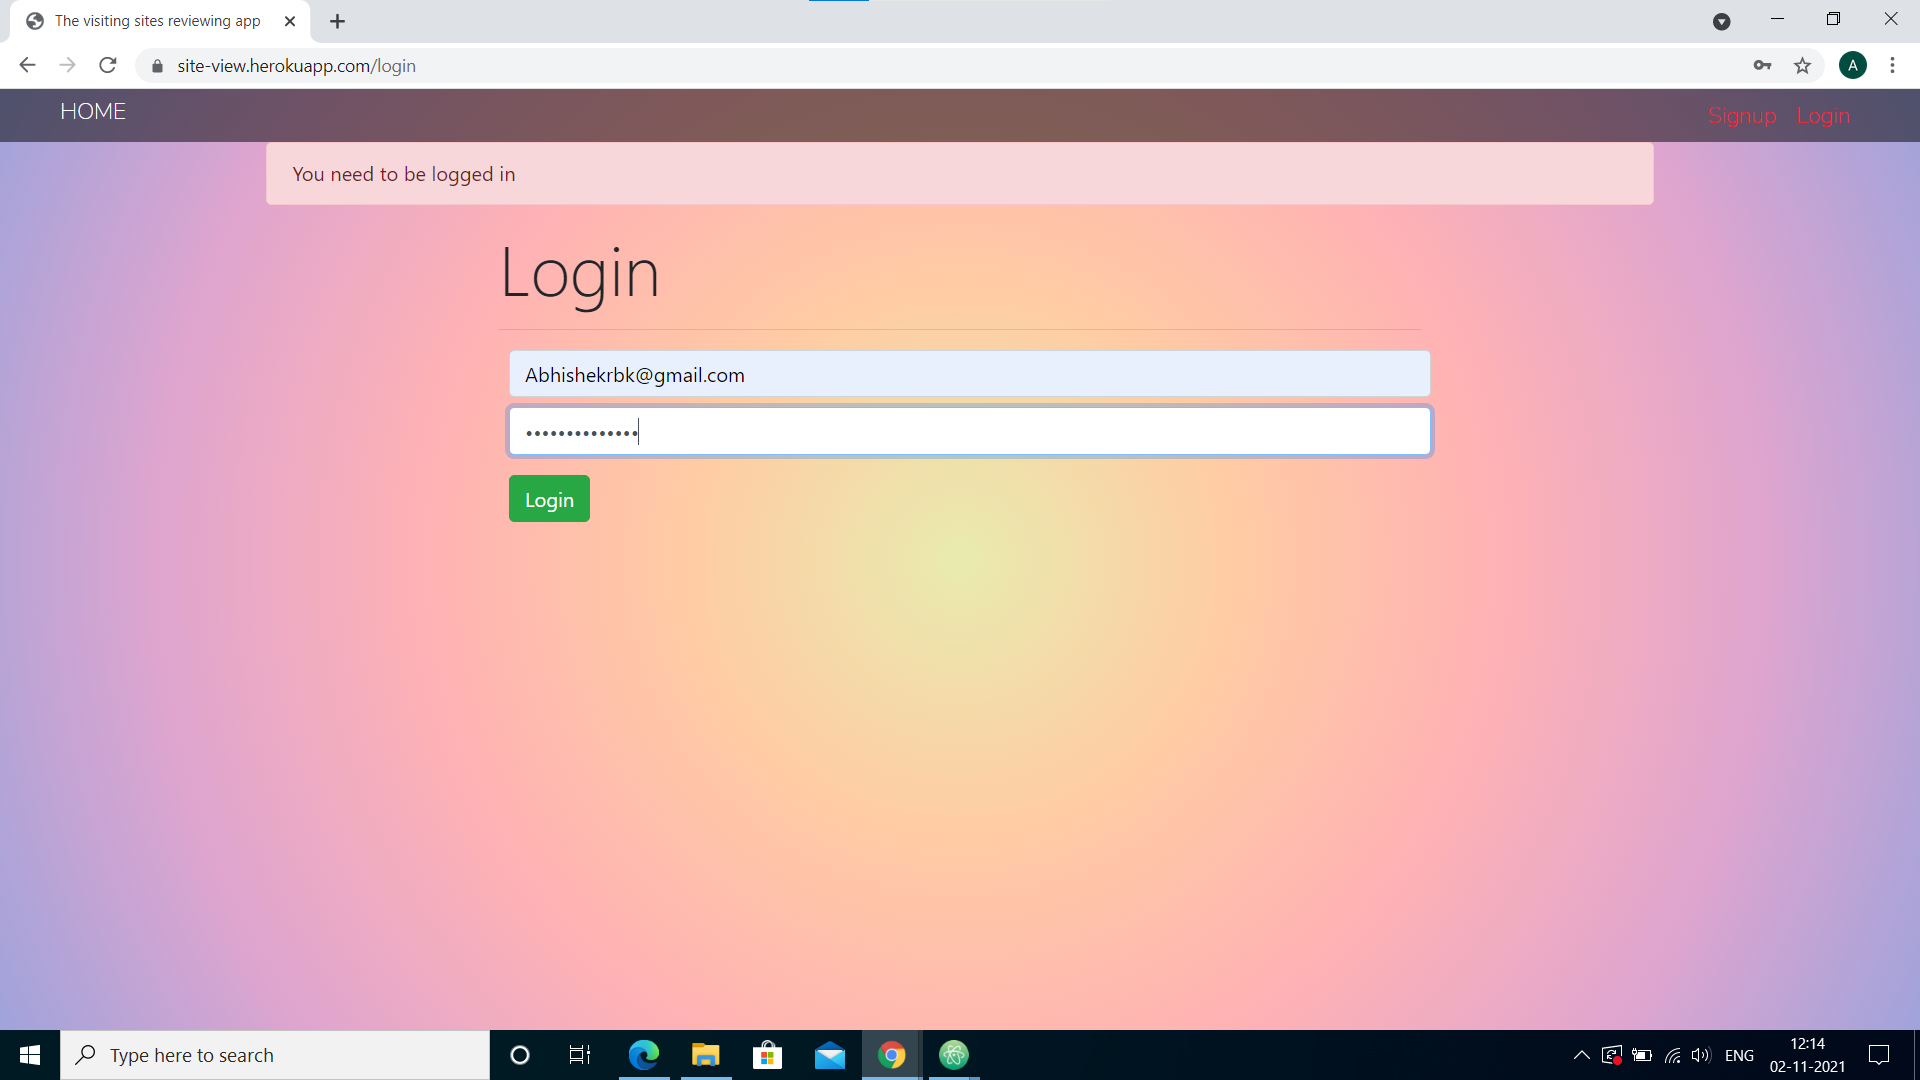 The visiting sites reviewing app
site-view.herokuapp.com/login
A
HOME
Signup Login
You need to be logged in
Login
Abhishekrbk@gmail.com
••••••••••••••
Login
Type here to search
ENG
12:14
02-11-2021